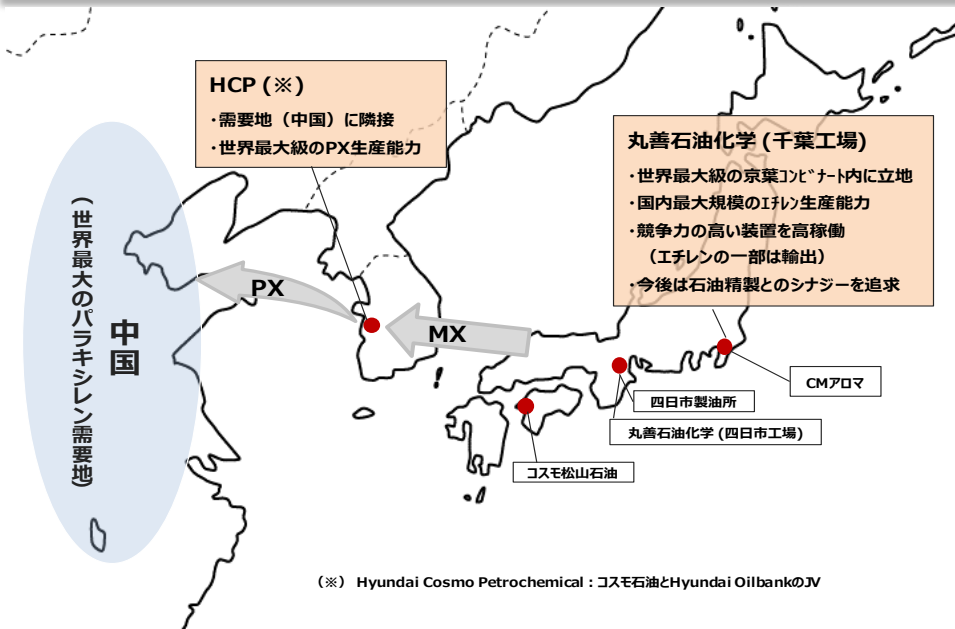 HCP (※)
・需要地（中国）に隣接
・世界最大級のPX生産能力
丸善石油化学 (千葉工場)
・世界最大級の京葉ｺﾝﾋﾞﾅｰﾄ内に立地
・国内最大規模のｴﾁﾚﾝ生産能力
・競争力の高い装置を高稼働
（エチレンの一部は輸出）
・今後は石油精製とのシナジーを追求
中国
(世界最大のパラキシレン需要地)
PX
MX
CMアロマ
四日市製油所
丸善石油化学 (四日市工場)
コスモ松山石油
（※） Hyundai Cosmo Petrochemical：コスモ石油とHyundai OilbankのJV